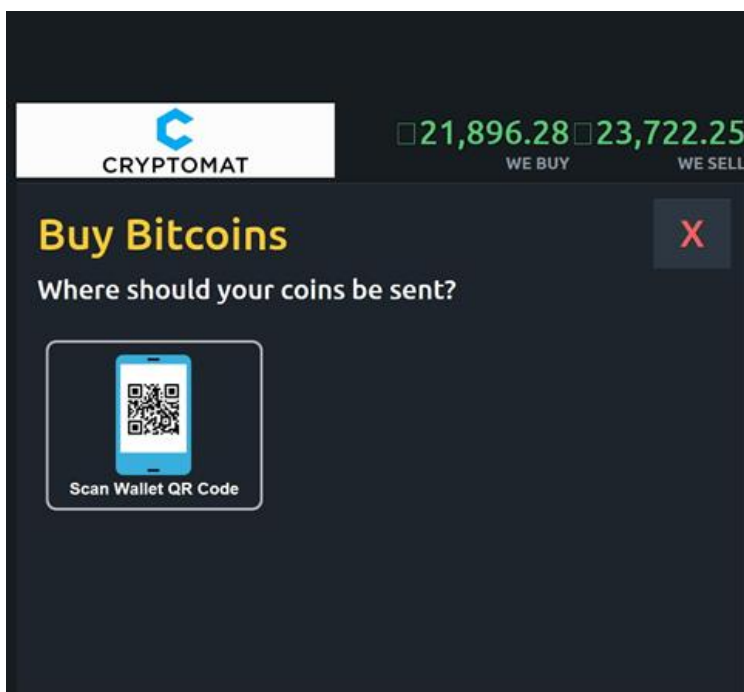 CRYPTOMAT
□21,896.28 □23,722.25
WE BUY WE SELL
Buy Bitcoins
X
Where should your coins be sent?
Scan Wallet QR Code